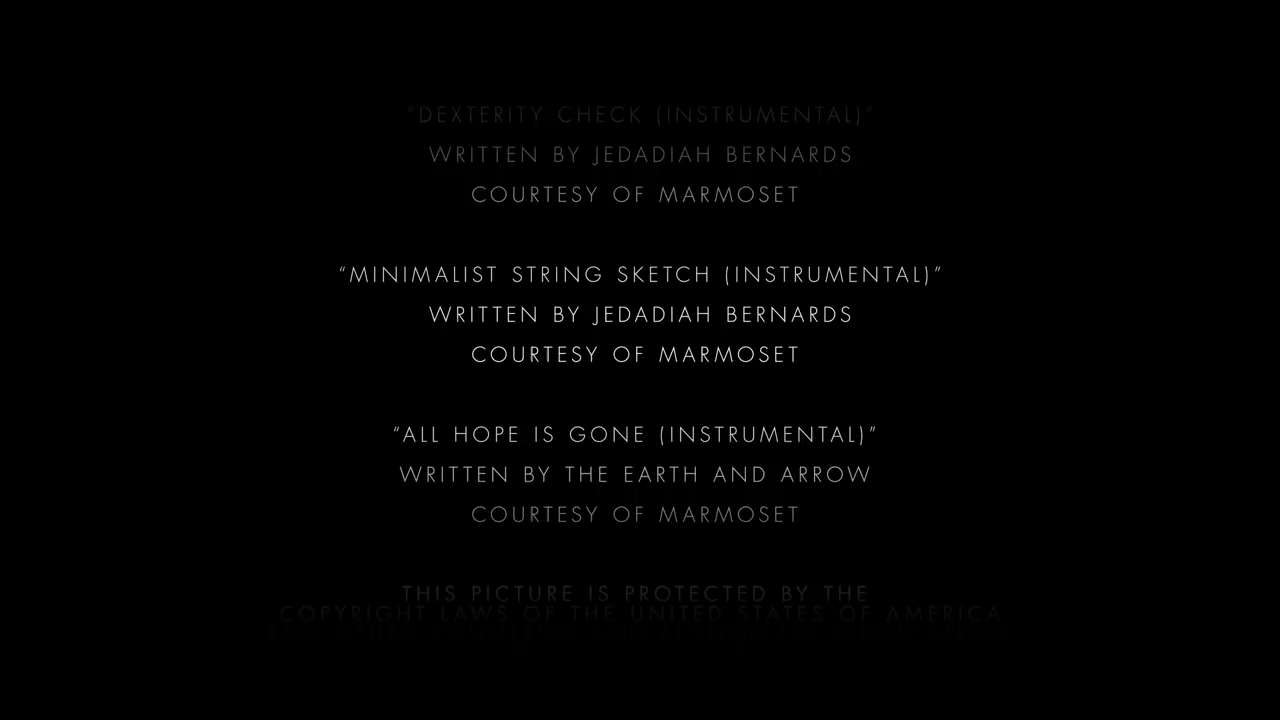 “DEXTERITY CHECK (INSTRUMENTAL)”
WRITTEN BY JEDADIAH BERNARDS
COURTESY OF MARMOSET
“MINIMALIST STRING SKETCH (INSTRUMENTAL)”
WRITTEN BY JEDADIAH BERNARDS
COURTESY OF MARMOSET
“ALL HOPE IS GONE (INSTRUMENTAL)”
WRITTEN BY THE EARTH AND ARROW
COURTESY OF MARMOSET
THIS PICTURE IS PROTECTED BY THE
COPYRIGHT LAWS OF THE UNITED STATES OF AMERICA